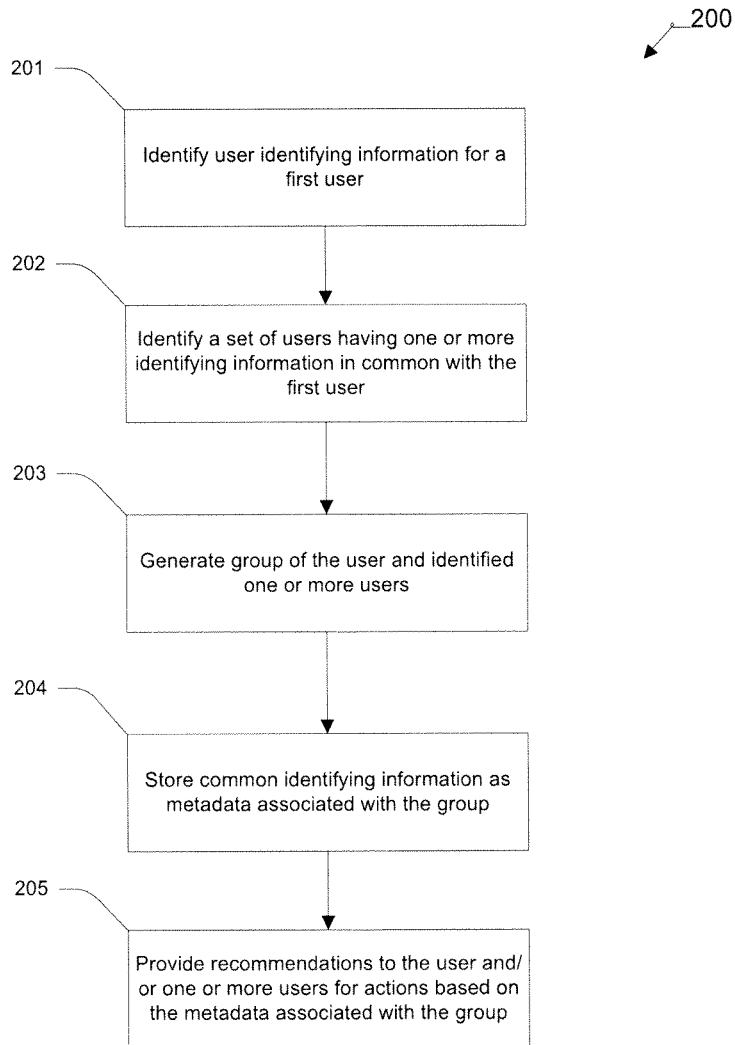 200
201
Identify user identifying information for a
first user
202
Identify a set of users having one or more
identifying information in common with the
first user
203
Generate group of the user and identified
one or more users
204
Store common identifying information as
metadata associated with the group
205
Provide recommendations to the user and/
or one or more users for actions based on
the metadata associated with the group